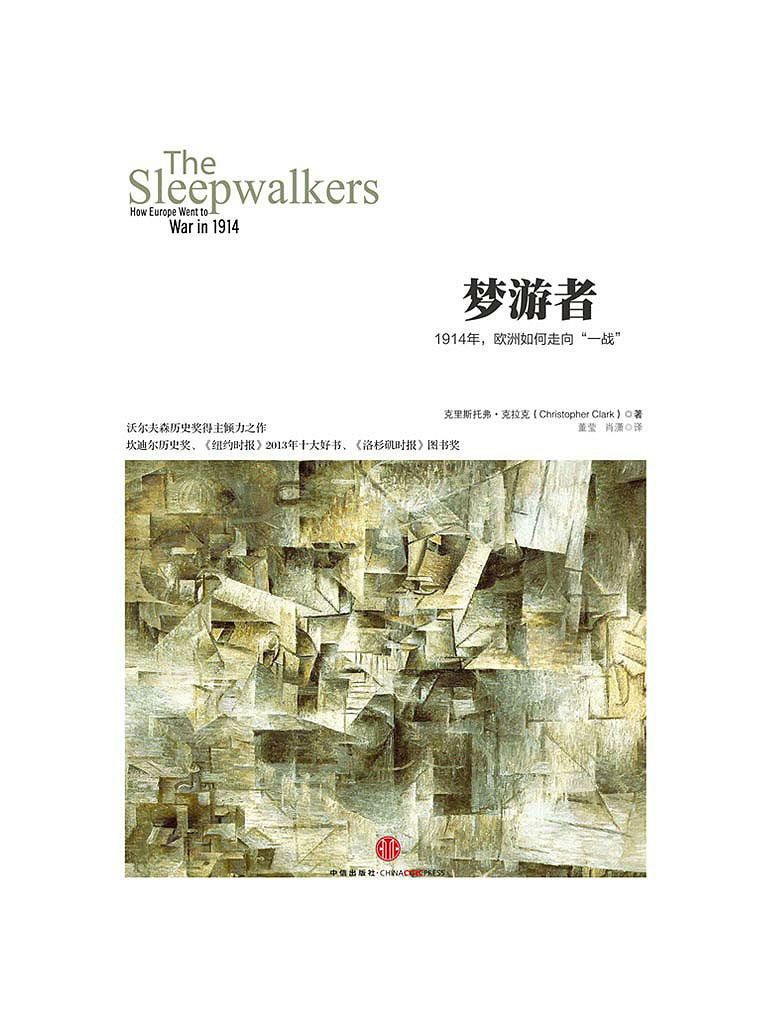 The
Sleepwalkers
How Europe Went to
War in 1914
梦游者
1914年，欧洲如何走向“一战”
克里斯托弗·克拉克（Christopher Clark）◎著
董莹 肖潇◎译
沃尔夫森历史奖得主倾力之作
坎迪尔历史奖、《纽约时报》2013年十大好书、《洛杉矶时报》图书奖
中信出版社·CHINACITICPRESS